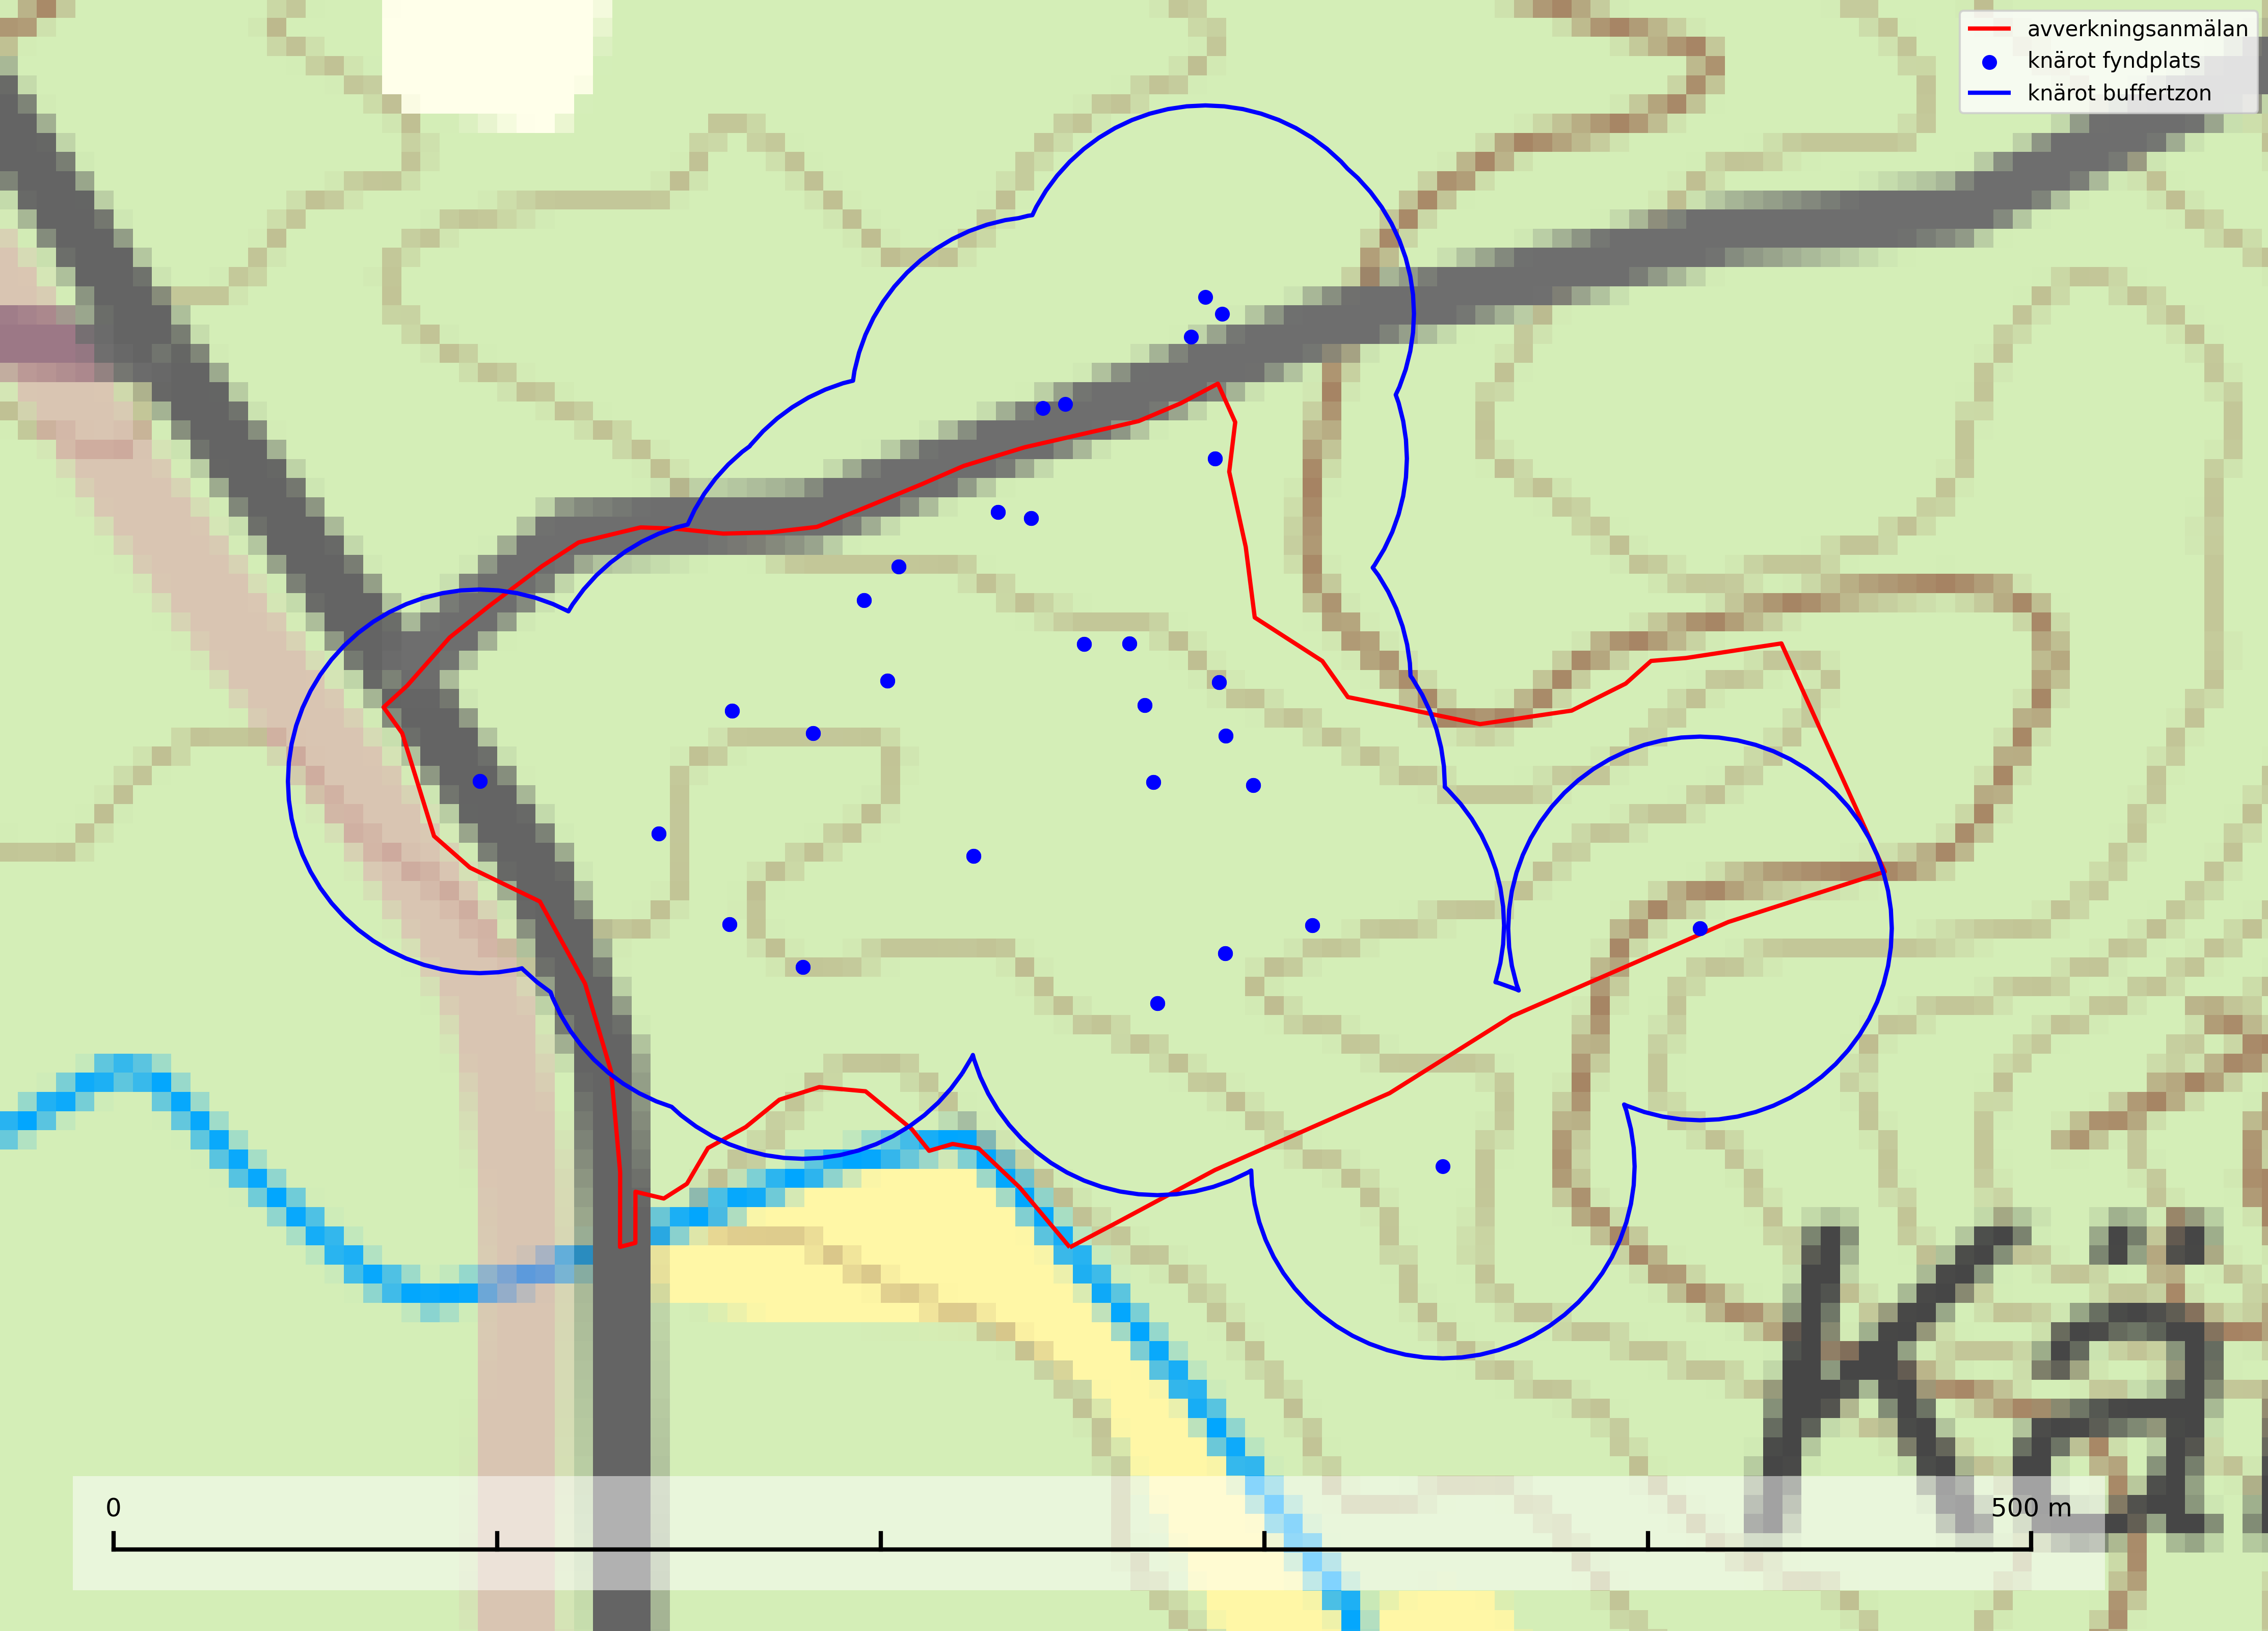 avverkningsanmälan
knärot fyndplats
knärot buffertzon
0
500 m